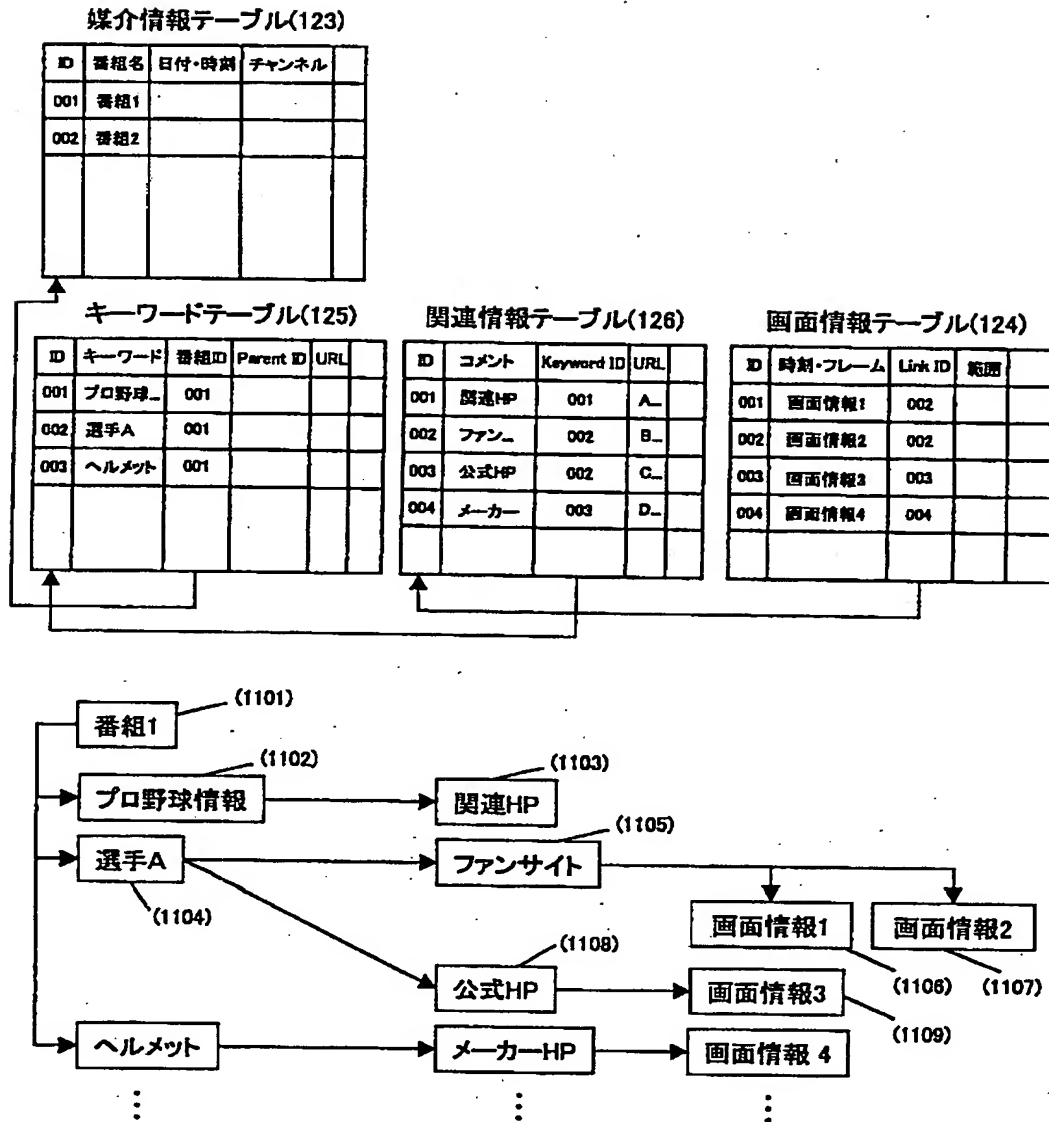 媒介情報テーブル(123)
ID 番組名 日付・時刻 チャンネル
001 番組1
002 番組2
キーワードテーブル(125)
ID キーワード 番組ID Parent ID URL
001 プロ野球… 001
002 選手A 001
003 ヘルメット 001
関連情報テーブル(126)
ID コメント Keyword ID URL
001 関連HP 001 A…
002 ファン… 002 B…
003 公式HP 002 C…
004 メーカー 003 D…
画面情報テーブル(124)
ID 時刻・フレーム Link ID 範囲
001 画面情報1 002
002 画面情報2 002
003 画面情報3 003
004 画面情報4 004
番組1 (1101)
プロ野球情報 (1102)
関連HP (1103)
選手A (1104)
ファンサイト (1105)
画面情報1 (1106)
画面情報2 (1107)
公式HP (1108)
画面情報3 (1109)
ヘルメット
メーカーHP
画面情報 4